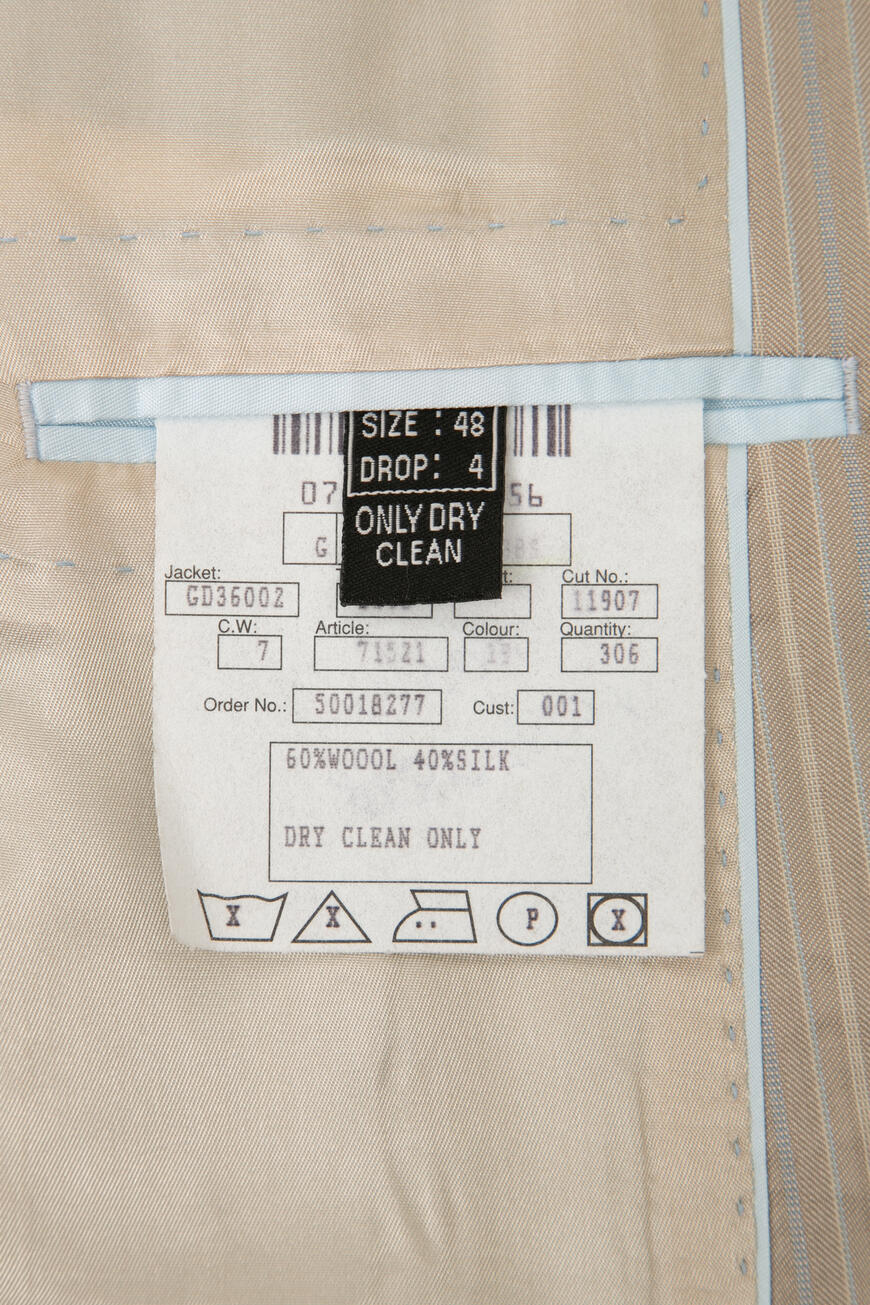 SIZE : 48
DROP: 4
ONLY DRY
CLEAN
07 56
G
Jacket: Cut No.:
GD36002 11907
C.W: Article: Colour: Quantity:
7 71521 306
Order No.: 50018277 Cust: 001
60%WOOOL 40%SILK
DRY CLEAN ONLY
X X P X